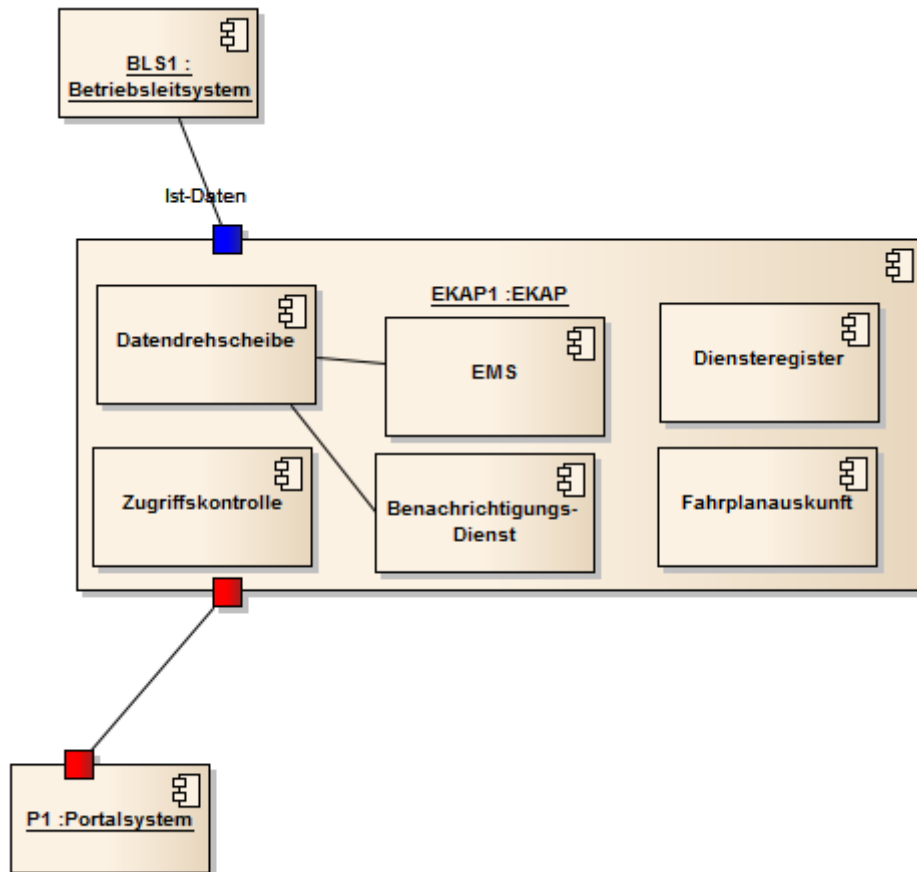 BLS1 :
Betriebsleitsystem
Ist-Daten
EKAP1 :EKAP
Datendrehscheibe
EMS
Diensteregister
Zugriffskontrolle
Benachrichtigungs-
Dienst
Fahrplanauskunft
P1 :Portalsystem